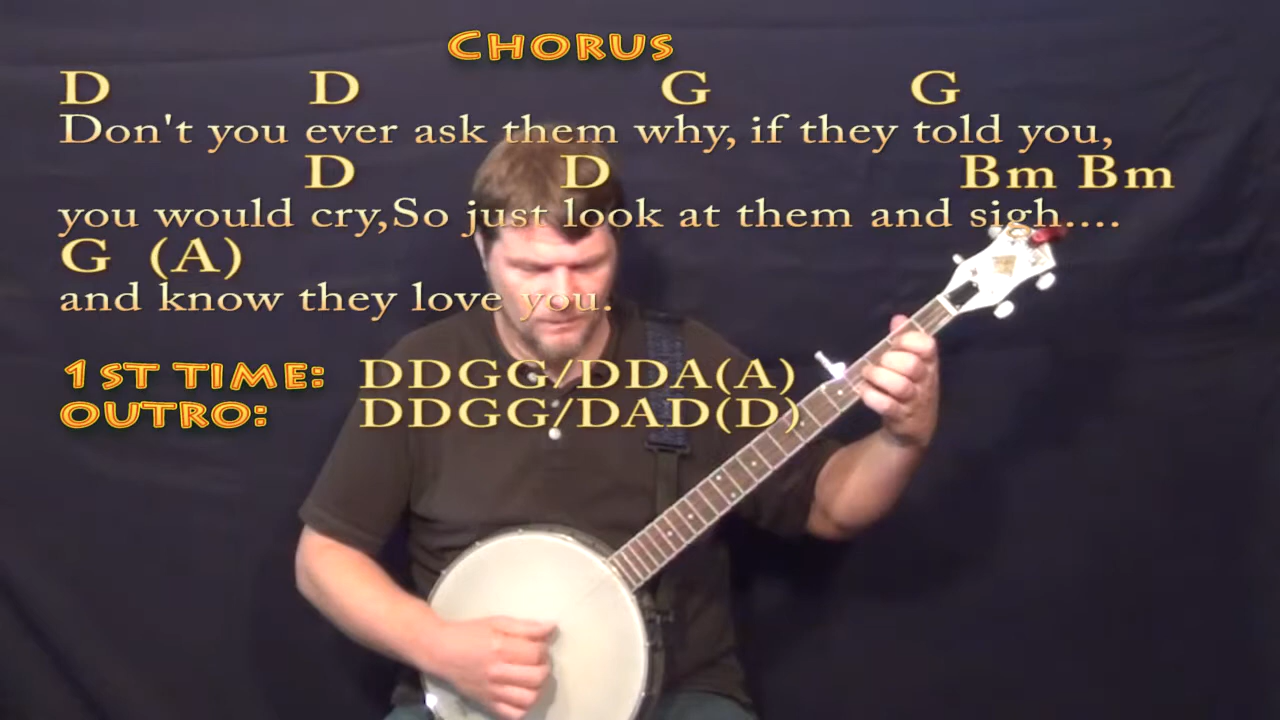 CHORUS
D D G G
Don't you ever ask them why, if they told you,
D D Bm Bm
you would cry,So just look at them and sigh....
G (A)
and know they love you.
1ST TIME: DDGG/DDA(A)
OUTRO: DDGG/DAD(D)